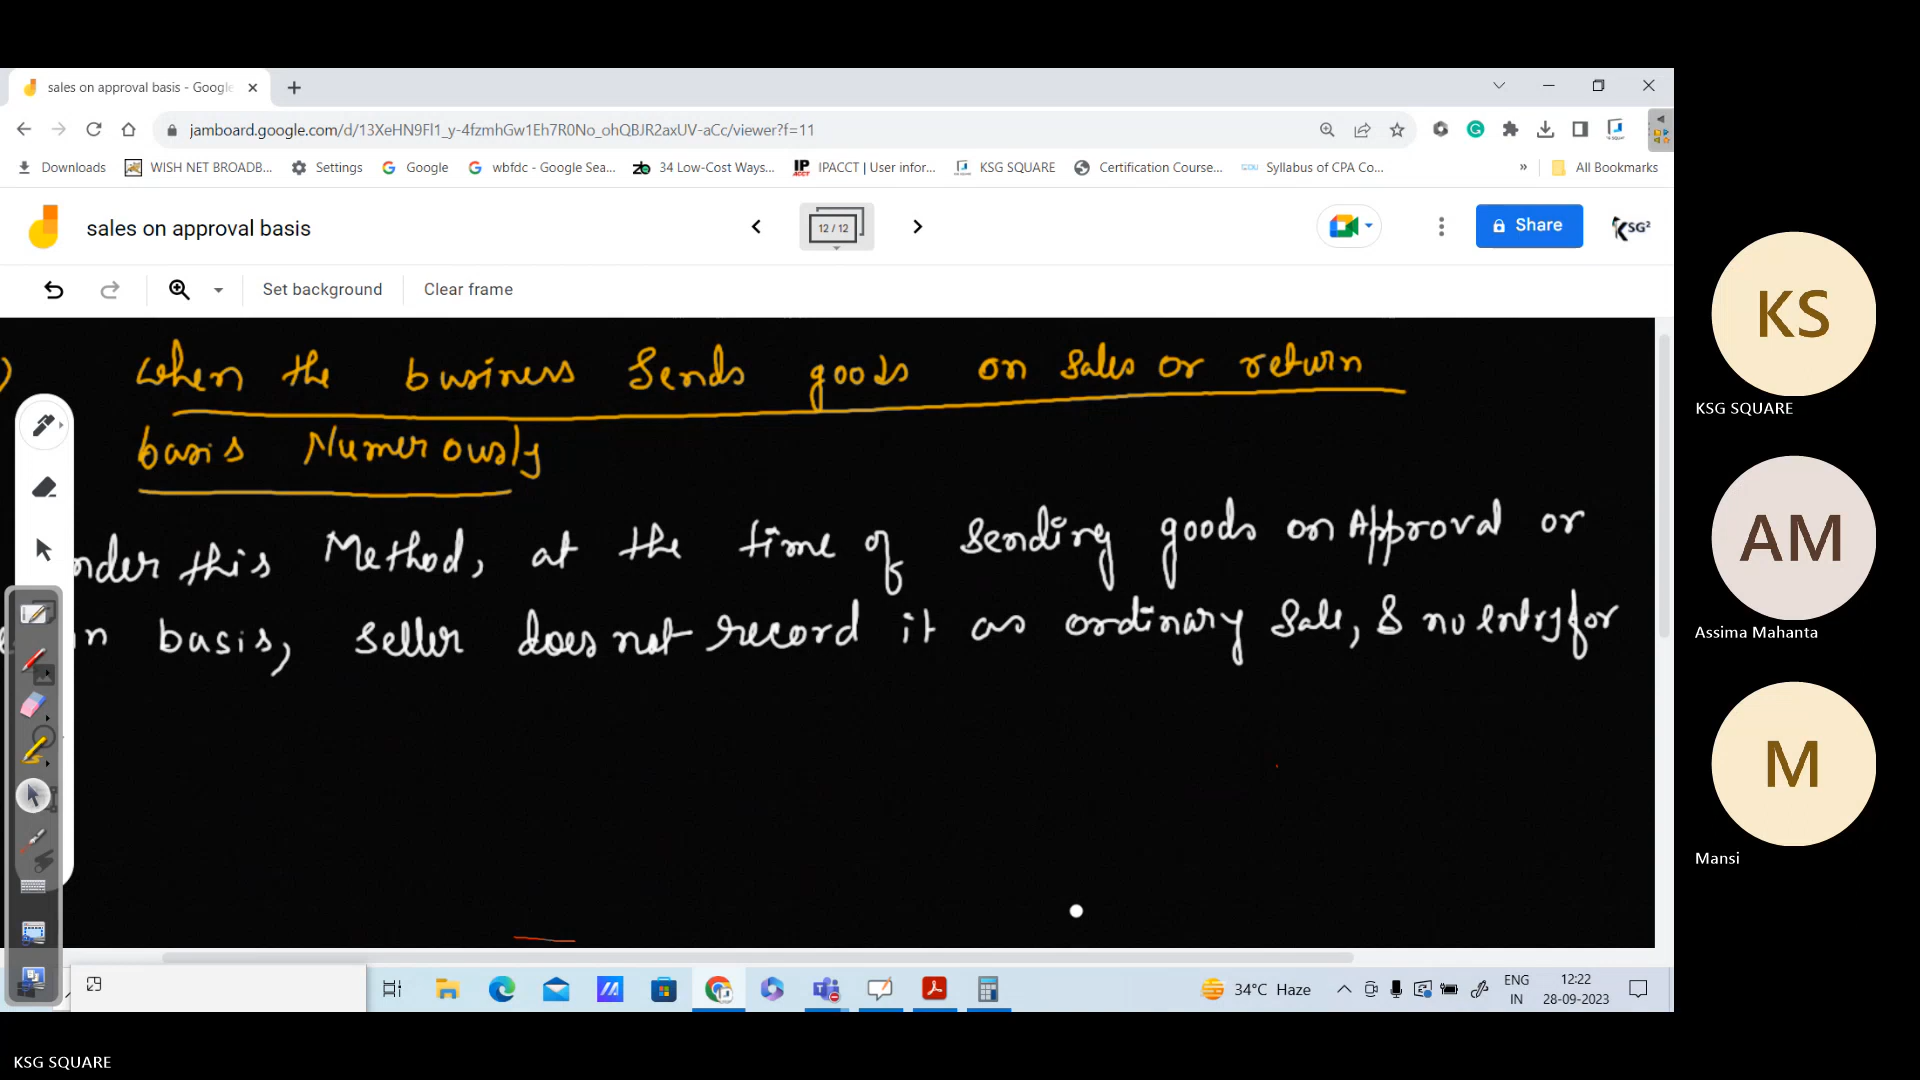 sales on approval basis - Google
jamboard.google.com/d/13XeHN9Fl1_y-4fzmhGw1Eh7R0No_ohQBJR2axUV-aCc/viewer?f=11
Downloads WISH NET BROADB... Settings Google wbfdc - Google Sea... 34 Low-Cost Ways... IPACCT | User infor... KSG SQUARE Certification Course... Syllabus of CPA Co... » All Bookmarks
sales on approval basis 12 / 12 Share KSG²
Set background Clear frame
) When the business Sends goods on Sales or return
basis Numerously
nder this Method, at the time of Sending goods on Approval or
n basis, Seller does not record it as ordinary Sale, & no entry for
34°C Haze ENG IN 12:22 28-09-2023
KS
KSG SQUARE
AM
Assima Mahanta
M
Mansi
KSG SQUARE